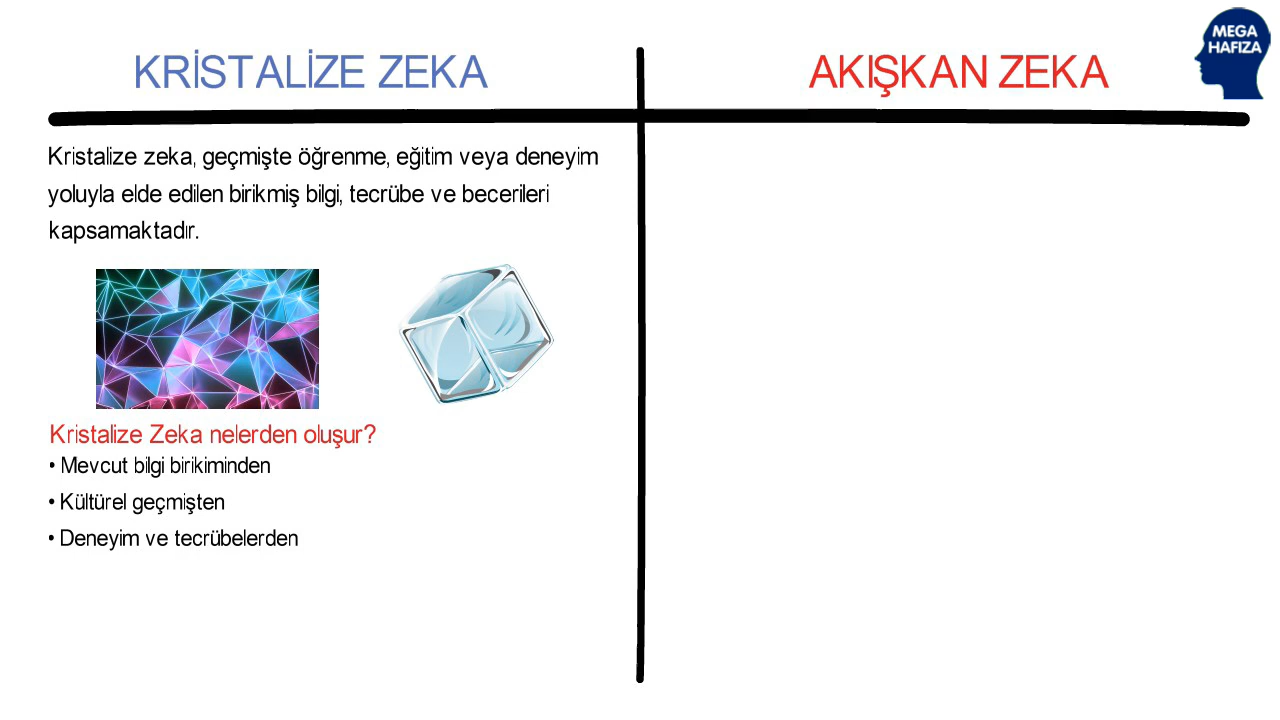 KRİSTALİZE ZEKA
AKIŞKAN ZEKA
MEGA
HAFIZA
Kristalize zeka, geçmişte öğrenme, eğitim veya deneyim
yoluyla elde edilen birikmiş bilgi, tecrübe ve becerileri
kapsamaktadır.
Kristalize Zeka nelerden oluşur?
• Mevcut bilgi birikiminden
• Kültürel geçmişten
• Deneyim ve tecrübelerden